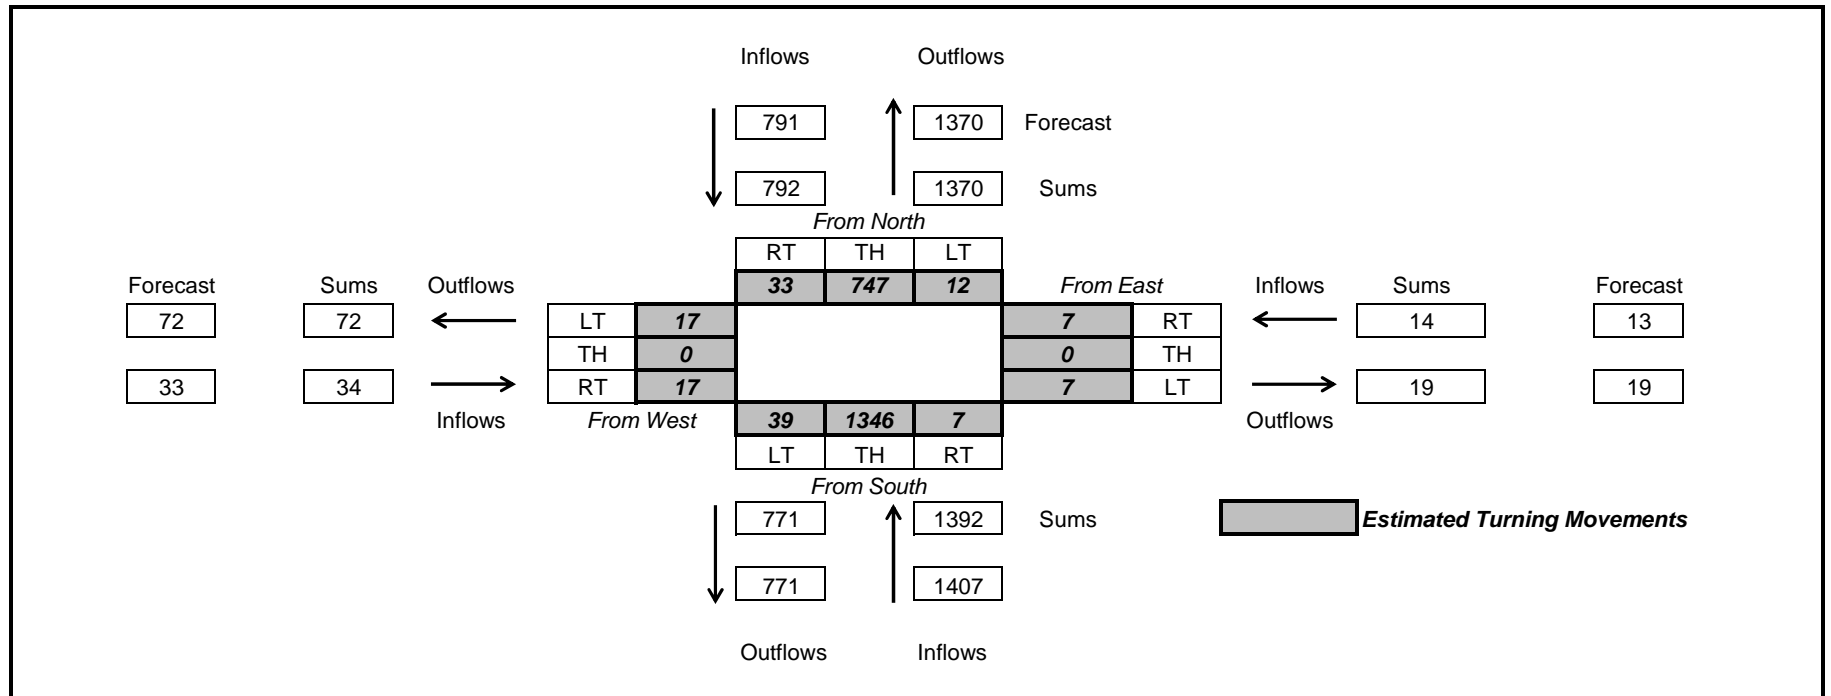 Inflows Outflows
791 1370 Forecast
792 1370 Sums
From North
RT TH LT
Forecast Sums Outflows 33 747 12 From East Inflows Sums Forecast
72 72 LT 17 7 RT 14 13
TH 0 0 TH
33 34 RT 17 7 LT 19 19
Inflows From West 39 1346 7 Outflows
LT TH RT
From South
771 1392 Sums Estimated Turning Movements
771 1407
Outflows Inflows